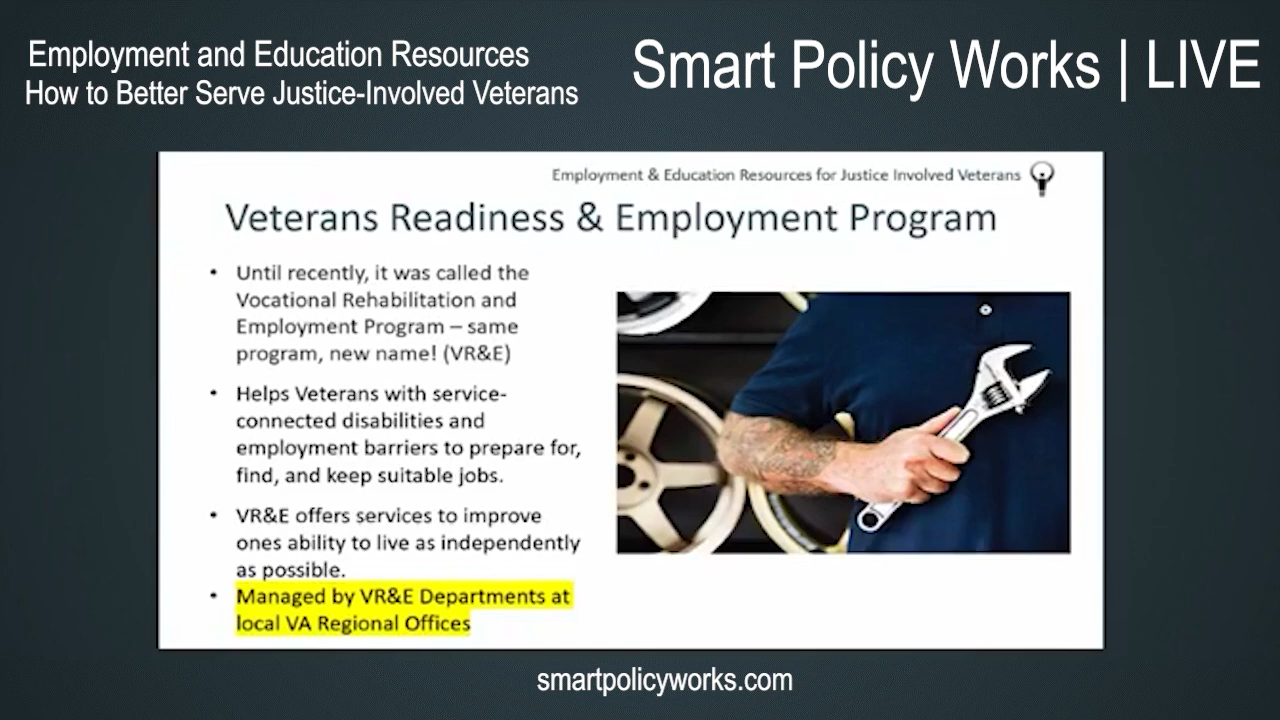 Employment and Education Resources
How to Better Serve Justice-Involved Veterans
Smart Policy Works | LIVE
Employment & Education Resources for Justice Involved Veterans
Veterans Readiness & Employment Program
• Until recently, it was called the
Vocational Rehabilitation and
Employment Program – same
program, new name! (VR&E)
• Helps Veterans with service-
connected disabilities and
employment barriers to prepare for,
find, and keep suitable jobs.
• VR&E offers services to improve
ones ability to live as independently
as possible.
• Managed by VR&E Departments at
local VA Regional Offices
smartpolicyworks.com